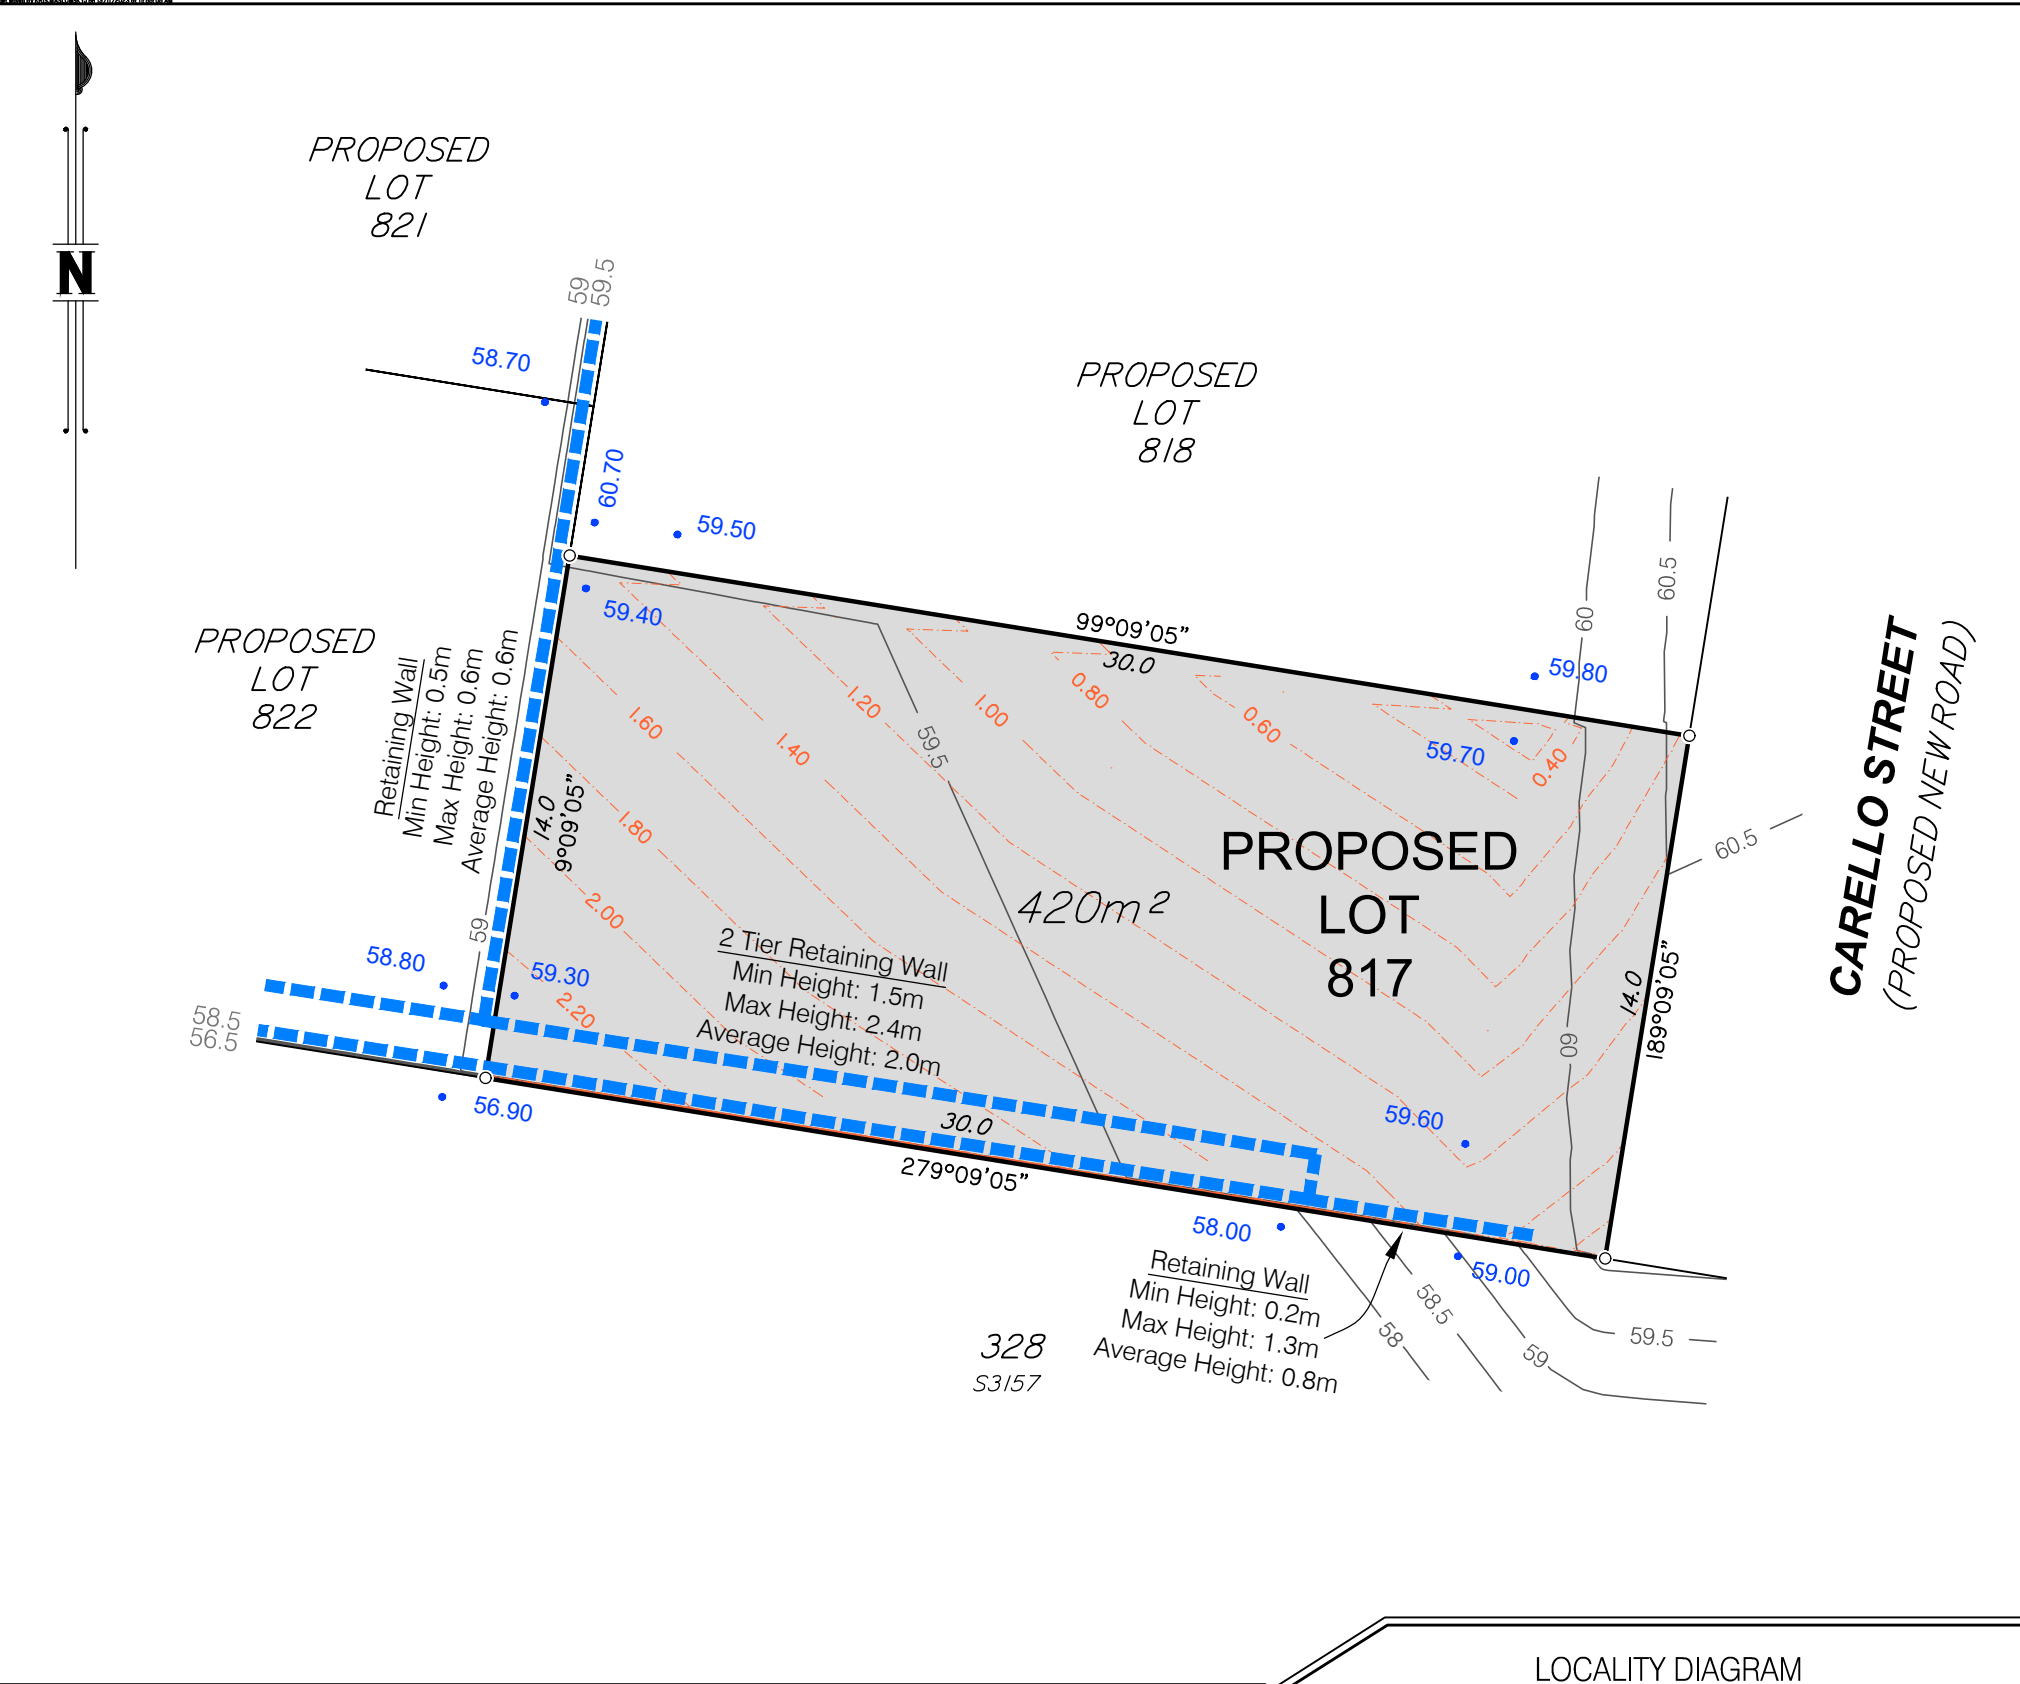 N
PROPOSED
LOT
821
59
59.5
58.70
PROPOSED
LOT
818
60.70
59.50
60
60.5
PROPOSED
LOT
822
59.40
99°09'05"
30.0
59.80
Retaining Wall
Min Height: 0.5m
Max Height: 0.6m
Average Height: 0.6m
1.60
1.40
1.20
1.00
0.80
0.60
0.40
59.70
59.5
14.0
9°09'05"
1.80
2.00
2.20
60.5
CARELLO STREET
(PROPOSED NEW ROAD)
PROPOSED
LOT
817
420m²
59
58.80
59.30
2 Tier Retaining Wall
Min Height: 1.5m
Max Height: 2.4m
Average Height: 2.0m
14.0
189°09'05"
60
58.5
56.5
56.90
30.0
279°09'05"
59.60
58.00
59.00
Retaining Wall
Min Height: 0.2m
Max Height: 1.3m
Average Height: 0.8m
58
58.5
59
59.5
328
S3157
LOCALITY DIAGRAM